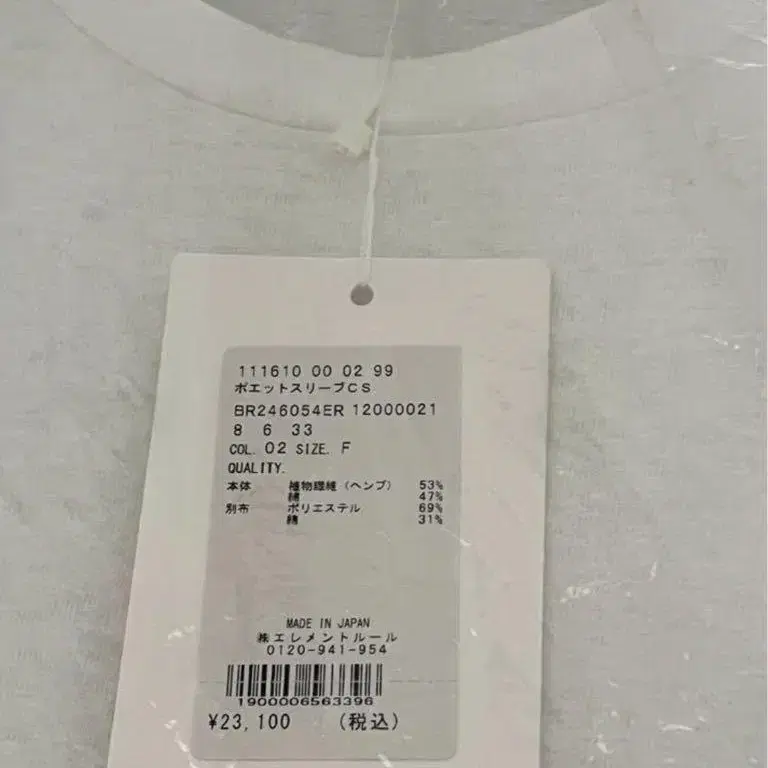 111610 00 02 99
ポエットスリーブCS
BR246054ER 12000021
8 6 33
COL. 02 SIZE. F
QUALITY.
本体 植物繊維（ヘンプ） 53%
綿 47%
別布 ポリエステル 69%
綿 31%
MADE IN JAPAN
㈱エレメントルール
0120-941-954
1900006563396
¥23,100 （税込）